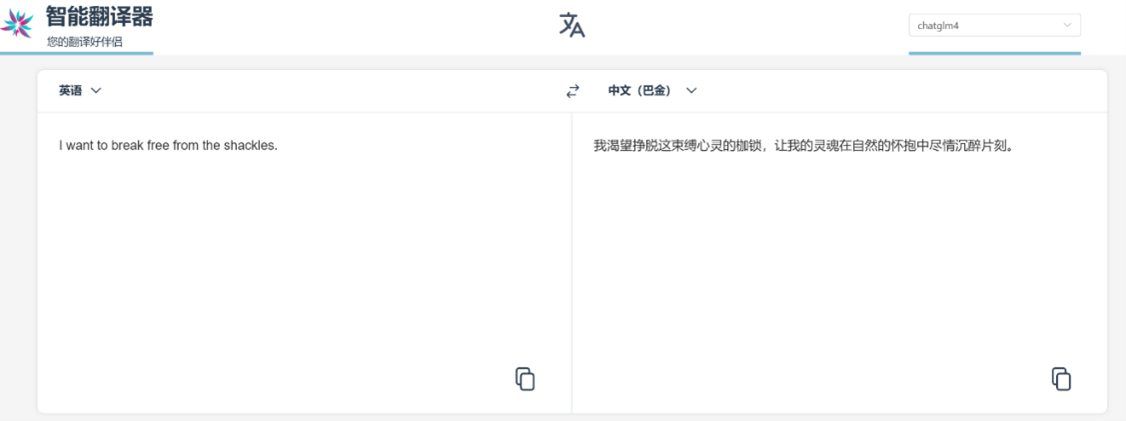 智能翻译器
您的翻译好伴侣
文A
chatglm4
英语
中文（巴金）
I want to break free from the shackles.
我渴望挣脱这束缚心灵的枷锁，让我的灵魂在自然的怀抱中尽情沉醉片刻。